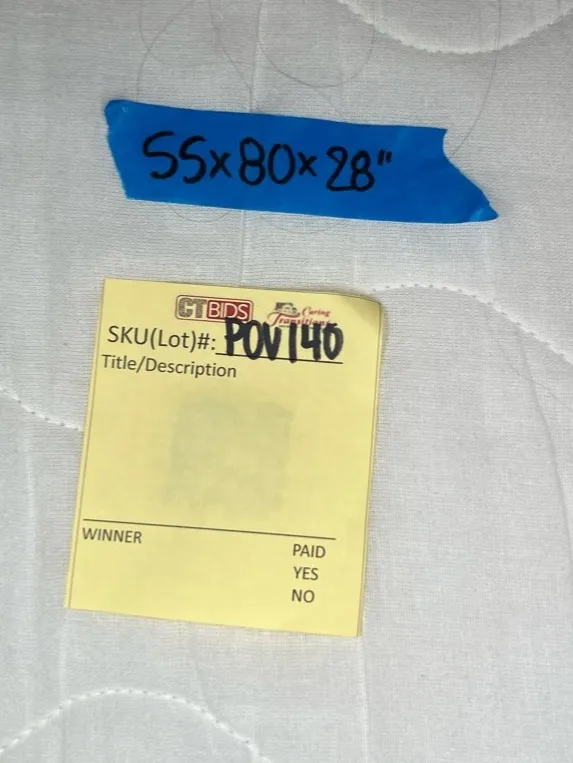 55x80x28"
CTBIDS
Caring
Transitions
SKU(Lot)#: POV140
Title/Description
WINNER
PAID
YES
NO